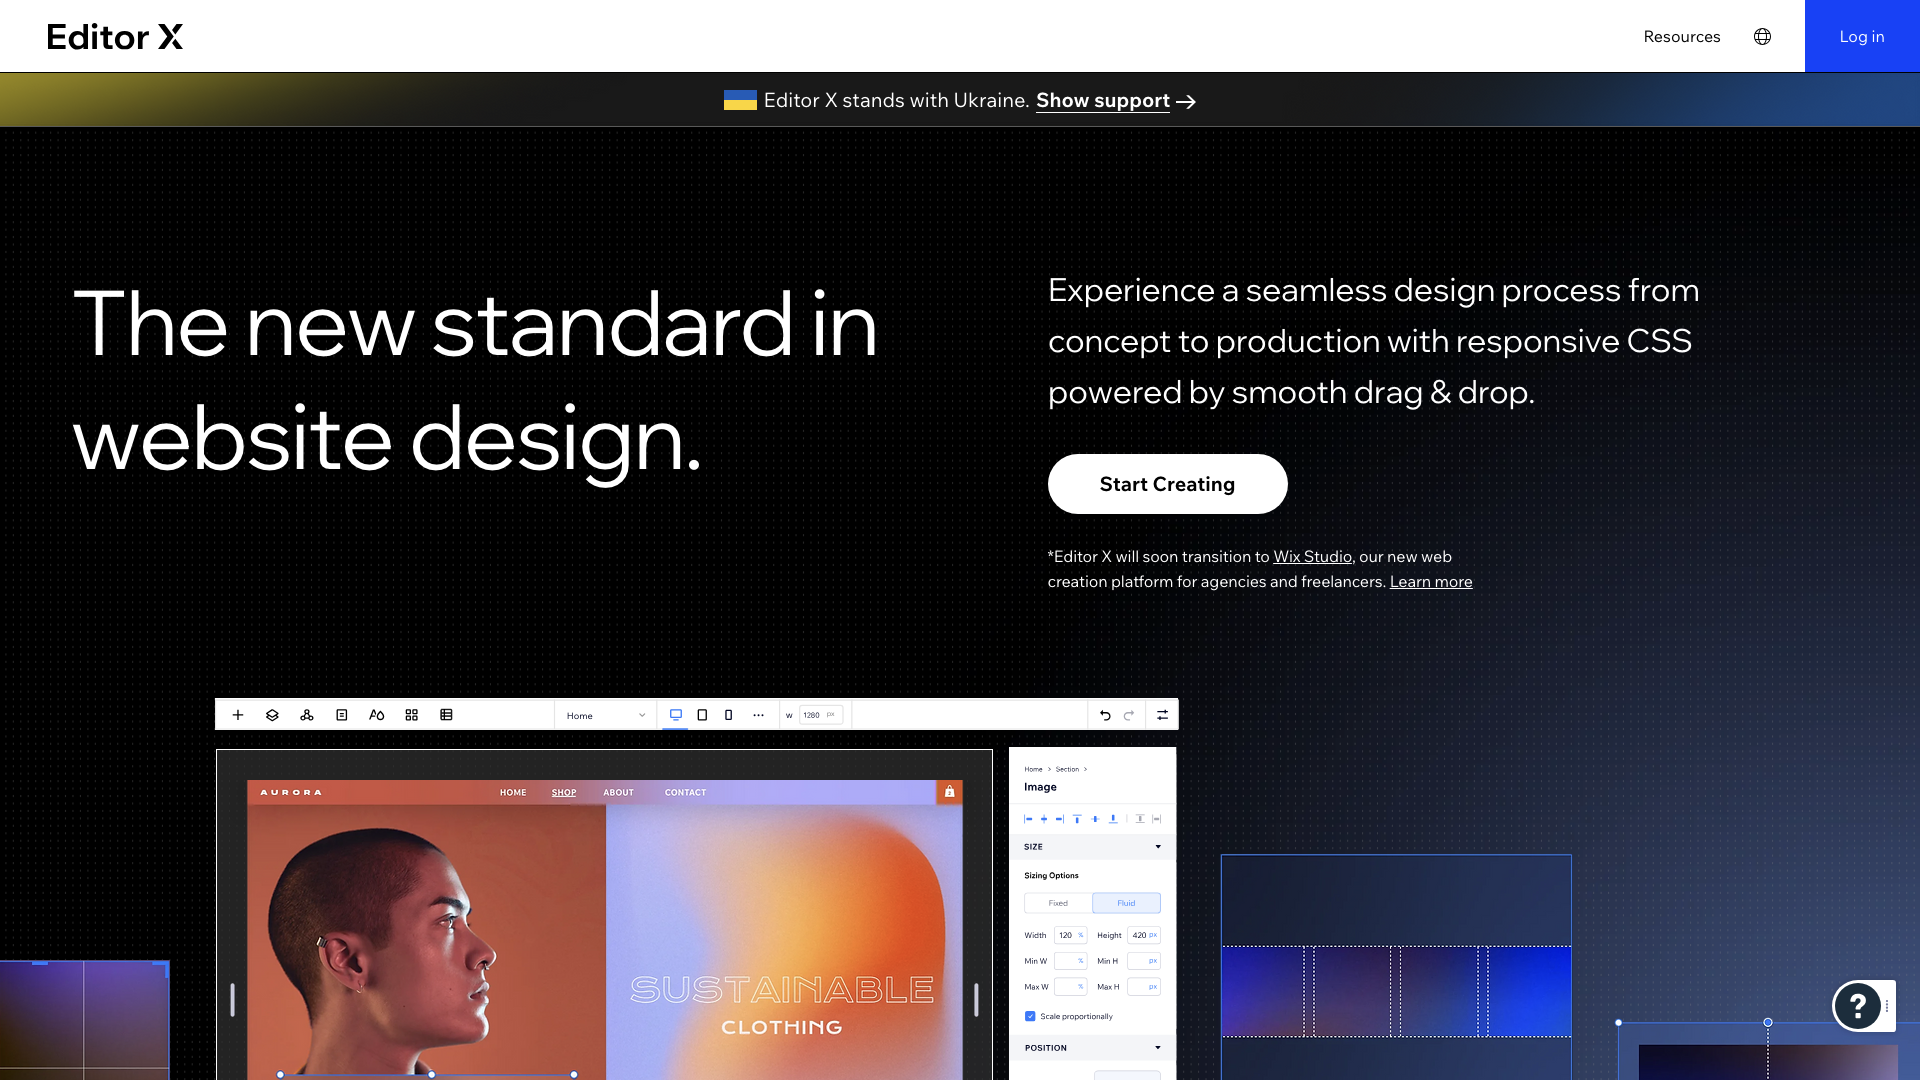 Editor X
Resources
Log in
Editor X stands with Ukraine. Show support →
The new standard in
website design.
Experience a seamless design process from
concept to production with responsive CSS
powered by smooth drag & drop.
Start Creating
*Editor X will soon transition to Wix Studio, our new web
creation platform for agencies and freelancers. Learn more
Home
W 1280 px
AURORA
HOME SHOP ABOUT CONTACT
SUSTAINABLE
CLOTHING
Home > Section >
Image
SIZE
Sizing Options
Fixed Fluid
Width 120 % Height 420 px
Min W % Min H px
Max W % Max H px
Scale proportionally
POSITION
?